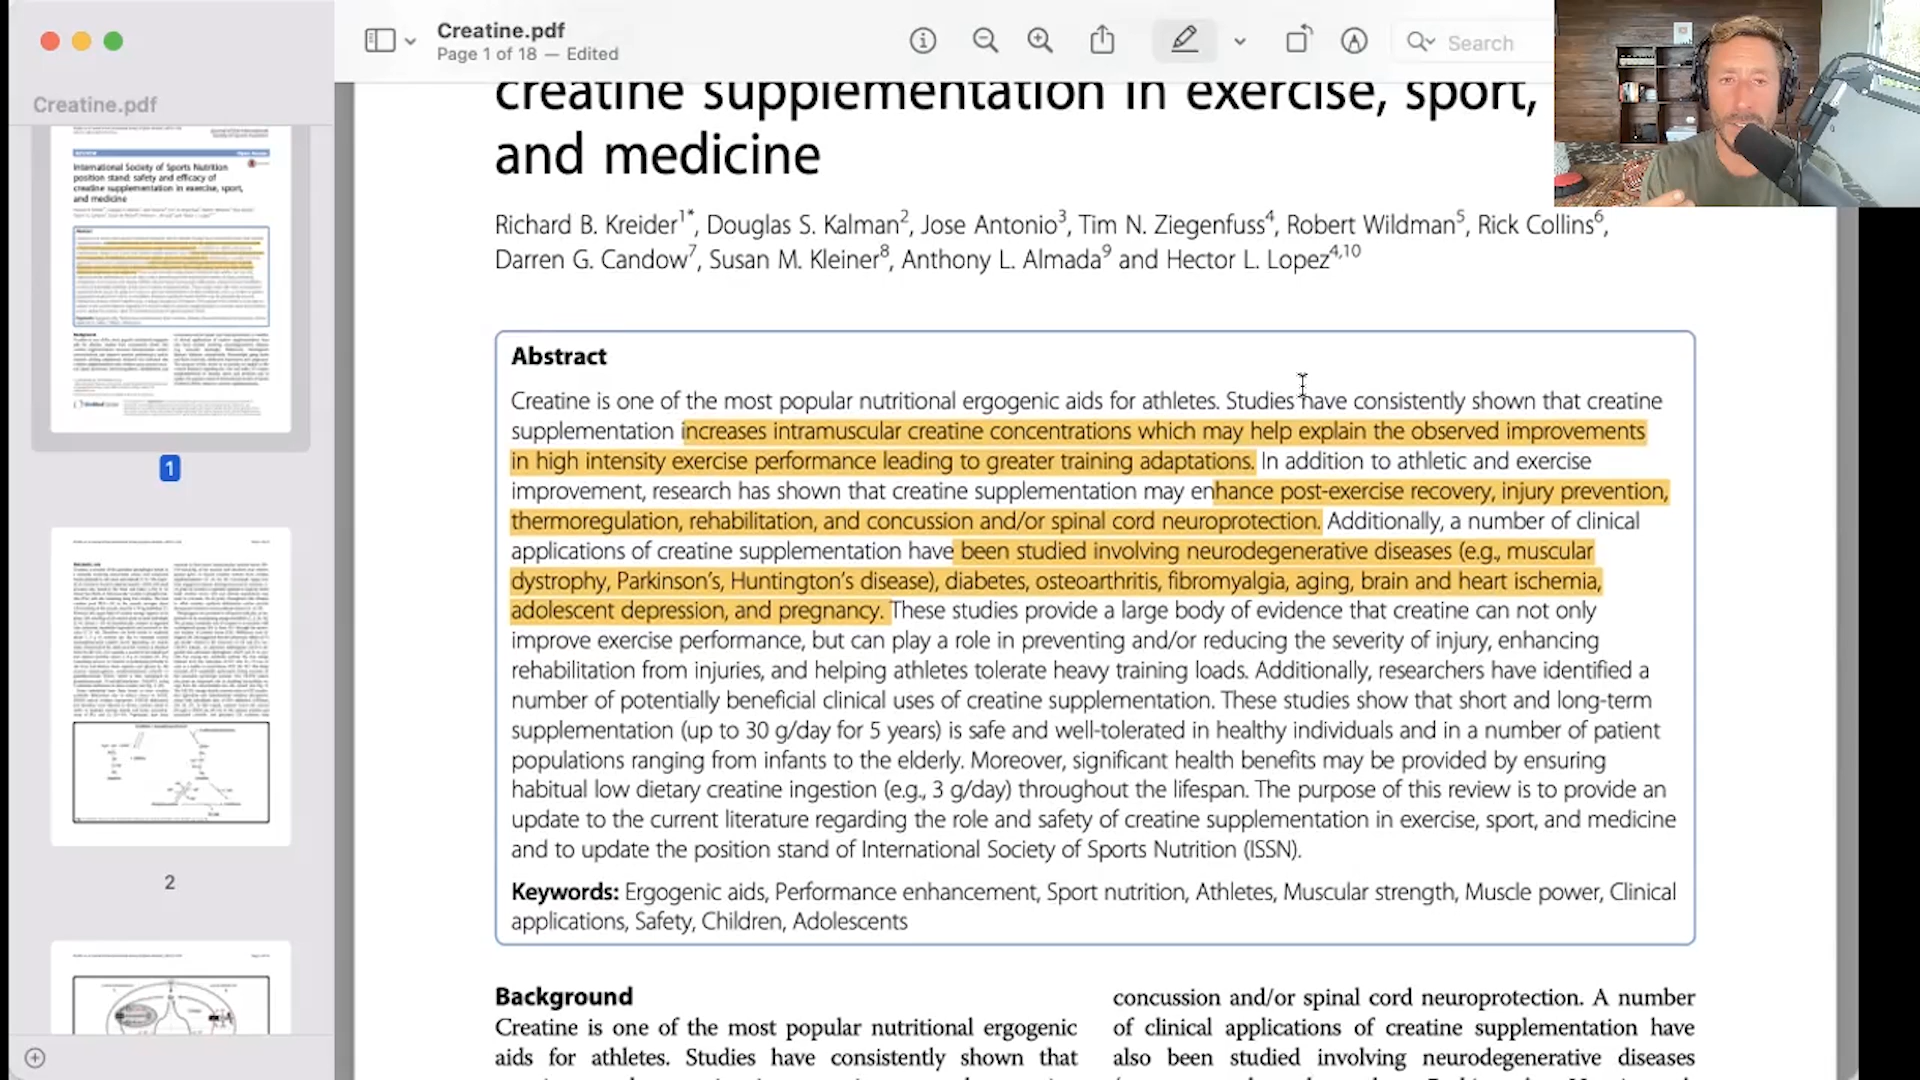 Creatine.pdf
Page 1 of 18 — Edited
Search
Creatine.pdf
International Society of Sports Nutrition
position stand: safety and efficacy of
creatine supplementation in exercise, sport,
and medicine
1
2
creatine supplementation in exercise, sport,
and medicine
Richard B. Kreider1*, Douglas S. Kalman2, Jose Antonio3, Tim N. Ziegenfuss4, Robert Wildman5, Rick Collins6,
Darren G. Candow7, Susan M. Kleiner8, Anthony L. Almada9 and Hector L. Lopez4,10
Abstract
Creatine is one of the most popular nutritional ergogenic aids for athletes. Studies have consistently shown that creatine
supplementation increases intramuscular creatine concentrations which may help explain the observed improvements
in high intensity exercise performance leading to greater training adaptations. In addition to athletic and exercise
improvement, research has shown that creatine supplementation may enhance post-exercise recovery, injury prevention,
thermoregulation, rehabilitation, and concussion and/or spinal cord neuroprotection. Additionally, a number of clinical
applications of creatine supplementation have been studied involving neurodegenerative diseases (e.g., muscular
dystrophy, Parkinson's, Huntington's disease), diabetes, osteoarthritis, fibromyalgia, aging, brain and heart ischemia,
adolescent depression, and pregnancy. These studies provide a large body of evidence that creatine can not only
improve exercise performance, but can play a role in preventing and/or reducing the severity of injury, enhancing
rehabilitation from injuries, and helping athletes tolerate heavy training loads. Additionally, researchers have identified a
number of potentially beneficial clinical uses of creatine supplementation. These studies show that short and long-term
supplementation (up to 30 g/day for 5 years) is safe and well-tolerated in healthy individuals and in a number of patient
populations ranging from infants to the elderly. Moreover, significant health benefits may be provided by ensuring
habitual low dietary creatine ingestion (e.g., 3 g/day) throughout the lifespan. The purpose of this review is to provide an
update to the current literature regarding the role and safety of creatine supplementation in exercise, sport, and medicine
and to update the position stand of International Society of Sports Nutrition (ISSN).
Keywords: Ergogenic aids, Performance enhancement, Sport nutrition, Athletes, Muscular strength, Muscle power, Clinical
applications, Safety, Children, Adolescents
Background
Creatine is one of the most popular nutritional ergogenic
aids for athletes. Studies have consistently shown that
concussion and/or spinal cord neuroprotection. A number
of clinical applications of creatine supplementation have
also been studied involving neurodegenerative diseases